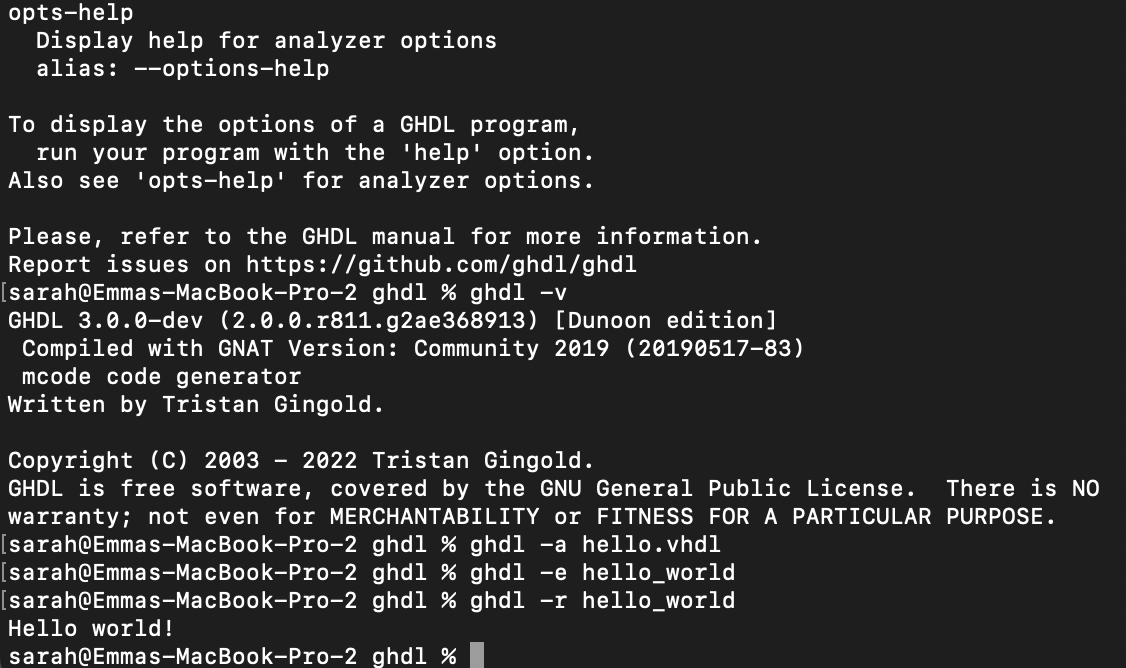 opts-help
  Display help for analyzer options
  alias: --options-help

To display the options of a GHDL program,
  run your program with the 'help' option.
Also see 'opts-help' for analyzer options.

Please, refer to the GHDL manual for more information.
Report issues on https://github.com/ghdl/ghdl
[sarah@Emmas-MacBook-Pro-2 ghdl % ghdl -v
GHDL 3.0.0-dev (2.0.0.r811.g2ae368913) [Dunoon edition]
 Compiled with GNAT Version: Community 2019 (20190517-83)
 mcode code generator
Written by Tristan Gingold.

Copyright (C) 2003 - 2022 Tristan Gingold.
GHDL is free software, covered by the GNU General Public License.  There is NO
warranty; not even for MERCHANTABILITY or FITNESS FOR A PARTICULAR PURPOSE.
[sarah@Emmas-MacBook-Pro-2 ghdl % ghdl -a hello.vhdl
[sarah@Emmas-MacBook-Pro-2 ghdl % ghdl -e hello_world
[sarah@Emmas-MacBook-Pro-2 ghdl % ghdl -r hello_world
Hello world!
sarah@Emmas-MacBook-Pro-2 ghdl %